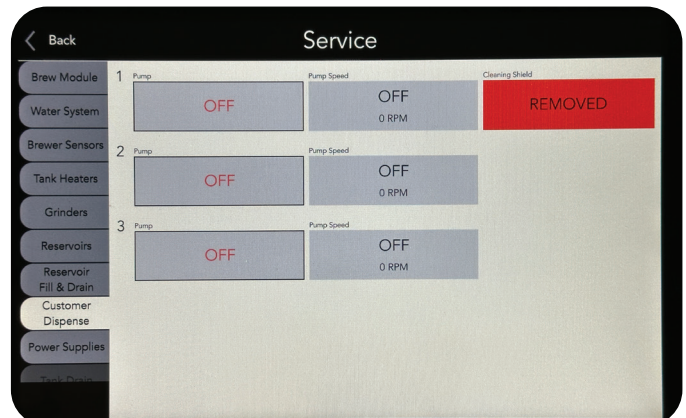 Back
Service
Brew Module
Water System
Brewer Sensors
Tank Heaters
Grinders
Reservoirs
Reservoir
Fill & Drain
Customer
Dispense
Power Supplies
Tank Drain
1 Pump Pump Speed Cleaning Shield
OFF OFF REMOVED
0 RPM
2 Pump Pump Speed
OFF OFF
0 RPM
3 Pump Pump Speed
OFF OFF
0 RPM